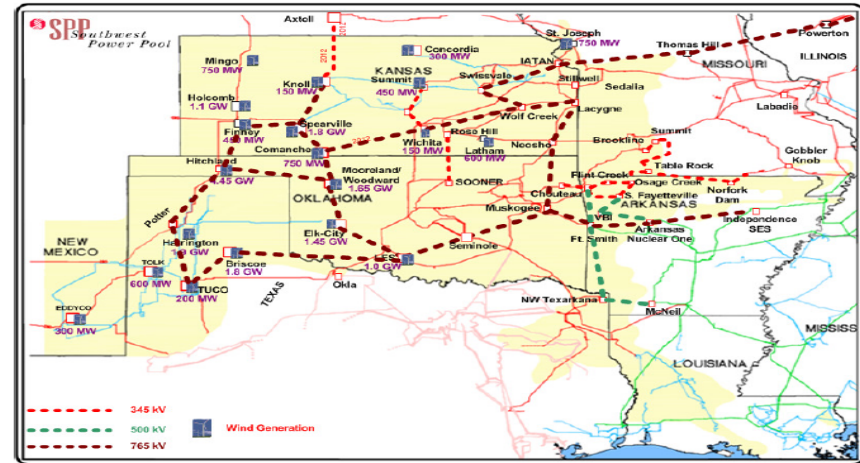 SPP
Southwest
Power Pool
Axtell
2012
2012
Mingo
750 MW
Knoll
150 MW
KANSAS
Concordia
300 MW
Summit
450 MW
St. Joseph
750 MW
IATAN
Swissvale
Stilwell
Sedalia
Thomas Hill
MISSOURI
Powerton
ILLINOIS
Labadie
Holcomb
1.1 GW
Finney
450 MW
Spearville
1.8 GW
Comanche
750 MW
2012
Wichita
150 MW
Rose Hill
Latham
600 MW
Wolf Creek
Lacygne
Neosho
Brookline
Summit
Table Rock
Gobbler
Knob
Hitchland
4.45 GW
Mooreland/
Woodward
1.65 GW
OKLAHOMA
SOONER
Flint Creek
Osage Creek
Chouteau
S. Fayetteville
Norfork
Dam
ARKANSAS
Muskogee
VBI
Ft. Smith
Arkansas
Nuclear One
Independence
SES
Potter
Harrington
Elk-City
1.45 GW
Seminole
LES
1.0 GW
NEW
MEXICO
TOLK
600 MW
Briscoe
1.8 GW
TUCO
200 MW
TEXAS
Okla
EDDYCO
300 MW
NW Texarkana
McNeil
MISSISS
LOUISIANA
345 kV
500 kV
765 kV
Wind Generation